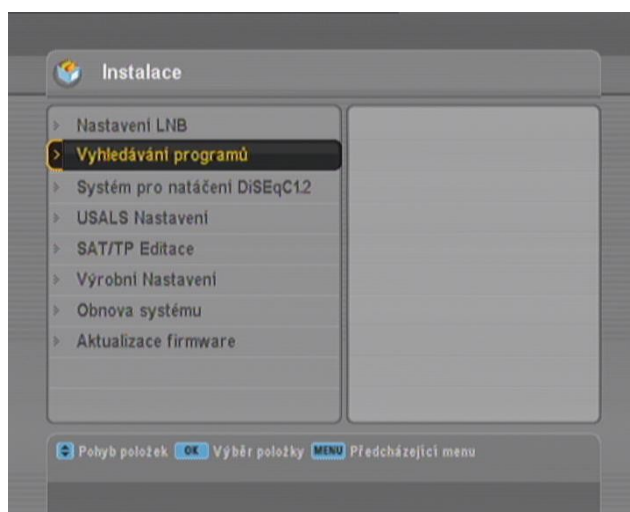 Instalace
Nastavení LNB
Vyhledávání programů
Systém pro natáčení DiSEqC1.2
USALS Nastavení
SAT/TP Editace
Výrobní Nastavení
Obnova systému
Aktualizace firmware
Pohyb položek OK Výběr položky MENU Předcházející menu